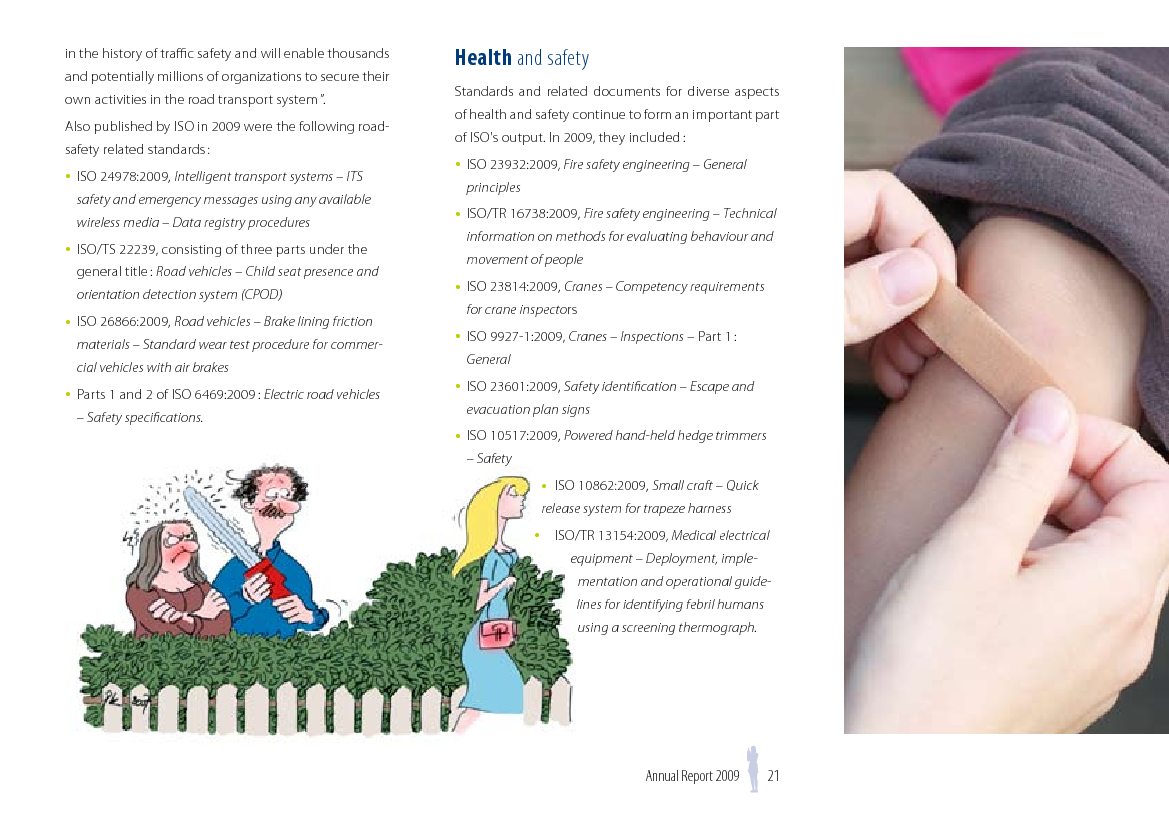 in the history of traffic safety and will enable thousands
and potentially millions of organizations to secure their
own activities in the road transport system ”.
Also published by ISO in 2009 were the following road-
safety related standards :
• ISO 24978:2009, Intelligent transport systems – ITS
safety and emergency messages using any available
wireless media – Data registry procedures
• ISO/TS 22239, consisting of three parts under the
general title : Road vehicles – Child seat presence and
orientation detection system (CPOD)
• ISO 26866:2009, Road vehicles – Brake lining friction
materials – Standard wear test procedure for commer-
cial vehicles with air brakes
• Parts 1 and 2 of ISO 6469:2009 : Electric road vehicles
– Safety specifications.
Health and safety
Standards and related documents for diverse aspects
of health and safety continue to form an important part
of ISO's output. In 2009, they included :
• ISO 23932:2009, Fire safety engineering – General
principles
• ISO/TR 16738:2009, Fire safety engineering – Technical
information on methods for evaluating behaviour and
movement of people
• ISO 23814:2009, Cranes – Competency requirements
for crane inspectors
• ISO 9927-1:2009, Cranes – Inspections – Part 1 :
General
• ISO 23601:2009, Safety identification – Escape and
evacuation plan signs
• ISO 10517:2009, Powered hand-held hedge trimmers
– Safety
• ISO 10862:2009, Small craft – Quick
release system for trapeze harness
• ISO/TR 13154:2009, Medical electrical
equipment – Deployment, imple-
mentation and operational guide-
lines for identifying febril humans
using a screening thermograph.
Annual Report 2009 21